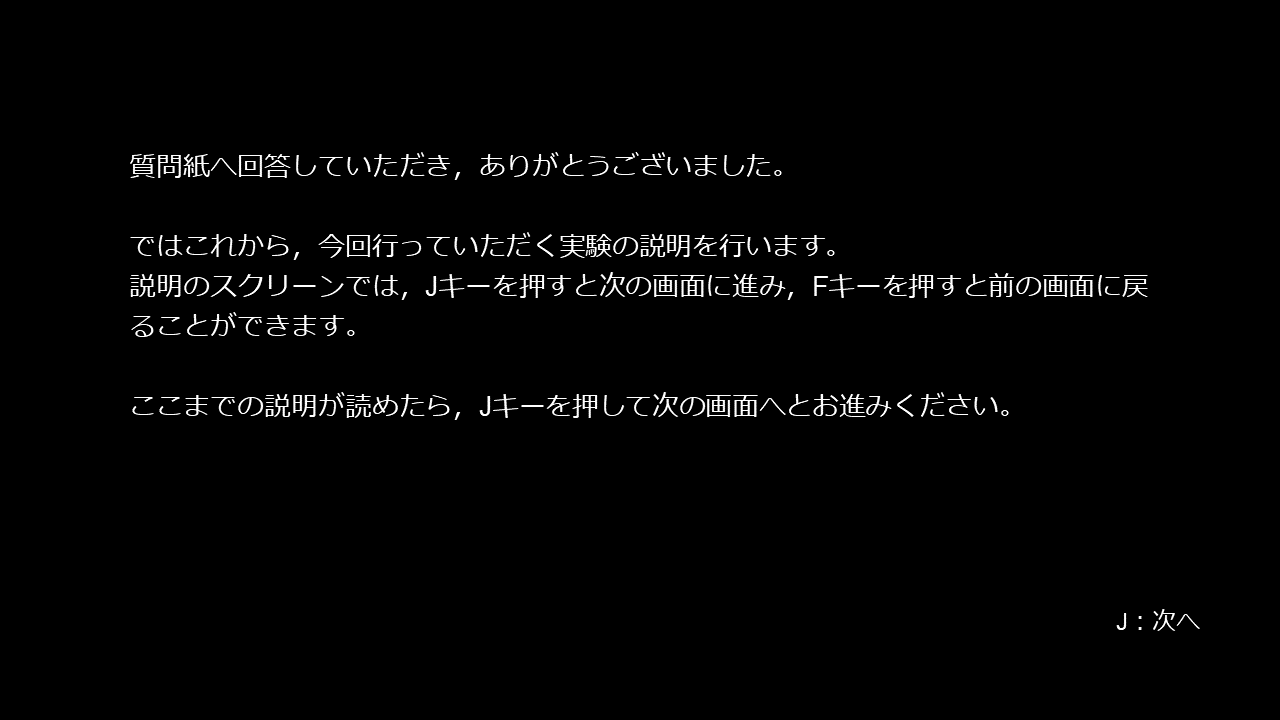 質問紙へ回答していただき，ありがとうございました。
ではこれから，今回行っていただく実験の説明を行います。
説明のスクリーンでは，Jキーを押すと次の画面に進み，Fキーを押すと前の画面に戻
ることができます。
ここまでの説明が読めたら，Jキーを押して次の画面へとお進みください。
J：次へ